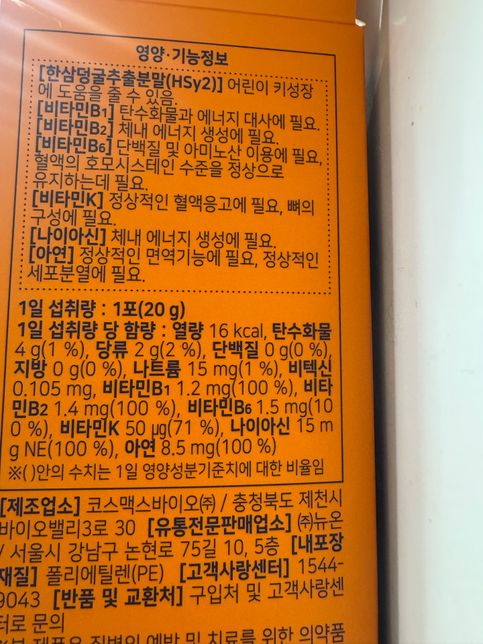 영양·기능정보
[한삼덩굴추출분말(HSy2)] 어린이 키성장
에 도움을 줄 수 있음.
[비타민B1] 탄수화물과 에너지 대사에 필요.
[비타민B2] 체내 에너지 생성에 필요.
[비타민B6] 단백질 및 아미노산 이용에 필요,
혈액의 호모시스테인 수준을 정상으로
유지하는데 필요.
[비타민K] 정상적인 혈액응고에 필요, 뼈의
구성에 필요.
[나이아신] 체내 에너지 생성에 필요.
[아연] 정상적인 면역기능에 필요, 정상적인
세포분열에 필요.
1일 섭취량 : 1포(20 g)
1일 섭취량 당 함량 : 열량 16 kcal, 탄수화물
4 g(1 %), 당류 2 g(2 %), 단백질 0 g(0 %),
지방 0 g(0 %), 나트륨 15 mg(1 %), 비텍신
0.105 mg, 비타민B1 1.2 mg(100 %), 비타
민B2 1.4 mg(100 %), 비타민B6 1.5 mg(10
0 %), 비타민K 50 μg(71 %), 나이아신 15 m
g NE(100 %), 아연 8.5 mg(100 %)
※( )안의 수치는 1일 영양성분기준치에 대한 비율임
[제조업소] 코스맥스바이오㈜ / 충청북도 제천시
바이오밸리3로 30 [유통전문판매업소] ㈜뉴온
/ 서울시 강남구 논현로 75길 10, 5층 [내포장
재질] 폴리에틸렌(PE) [고객사랑센터] 1544-
9043 [반품 및 교환처] 구입처 및 고객사랑센
터로 문의
제품은 질병의 예방 및 치료를 위한 의약품